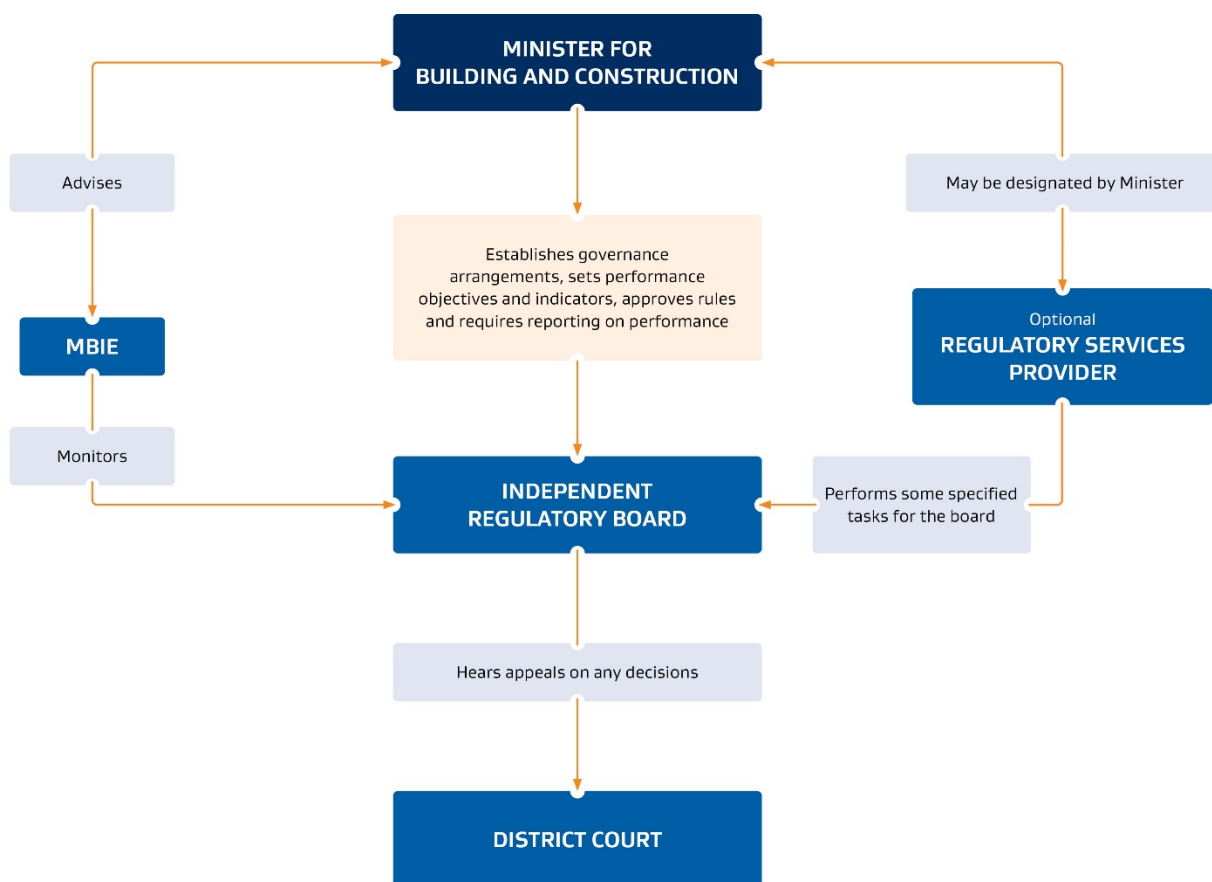 MINISTER FOR
BUILDING AND CONSTRUCTION
Advises
May be designated by Minister
Establishes governance
arrangements, sets performance
objectives and indicators, approves rules
and requires reporting on performance
MBIE
Optional
REGULATORY SERVICES
PROVIDER
Monitors
INDEPENDENT
REGULATORY BOARD
Performs some specified
tasks for the board
Hears appeals on any decisions
DISTRICT COURT